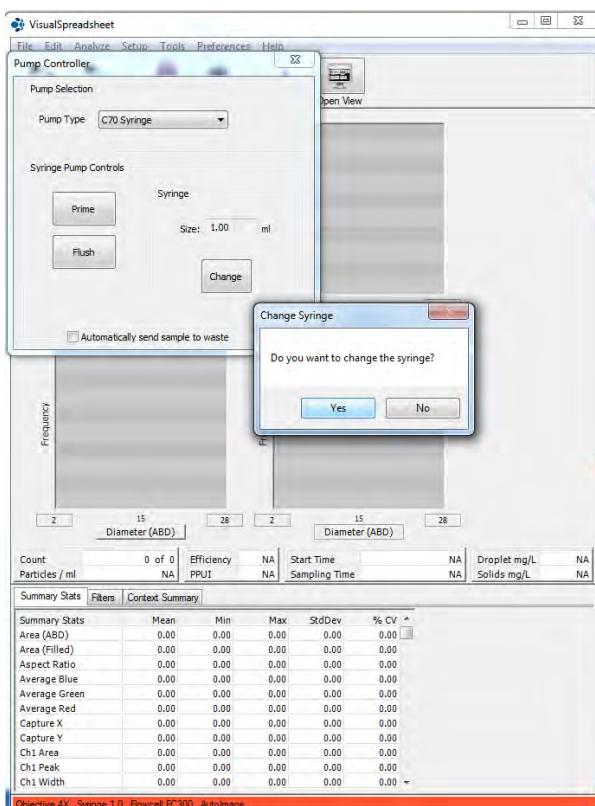 VisualSpreadsheet
File Edit Analyze Setup Tools Preferences Help
Pump Controller
Pump Selection
Open View
Pump Type C70 Syringe
Syringe Pump Controls
Prime
Syringe
Size: 1.00 ml
Flush
Change
Automatically send sample to waste
Change Syringe
Do you want to change the syringe?
Yes No
Frequency
2 15 28 2 15 28
Diameter (ABD) Diameter (ABD)
Count 0 of 0 Efficiency NA Start Time NA Droplet mg/L NA
Particles / ml NA PPUI NA Sampling Time NA Solids mg/L NA
Summary Stats Filters Context Summary
Summary Stats Mean Min Max StdDev % CV
Area (ABD) 0.00 0.00 0.00 0.00 0.00
Area (Filled) 0.00 0.00 0.00 0.00 0.00
Aspect Ratio 0.00 0.00 0.00 0.00 0.00
Average Blue 0.00 0.00 0.00 0.00 0.00
Average Green 0.00 0.00 0.00 0.00 0.00
Average Red 0.00 0.00 0.00 0.00 0.00
Capture X 0.00 0.00 0.00 0.00 0.00
Capture Y 0.00 0.00 0.00 0.00 0.00
Ch1 Area 0.00 0.00 0.00 0.00 0.00
Ch1 Peak 0.00 0.00 0.00 0.00 0.00
Ch1 Width 0.00 0.00 0.00 0.00 0.00
Objective 4X Syringe 1.0 Flowcell FC300 AutoImage